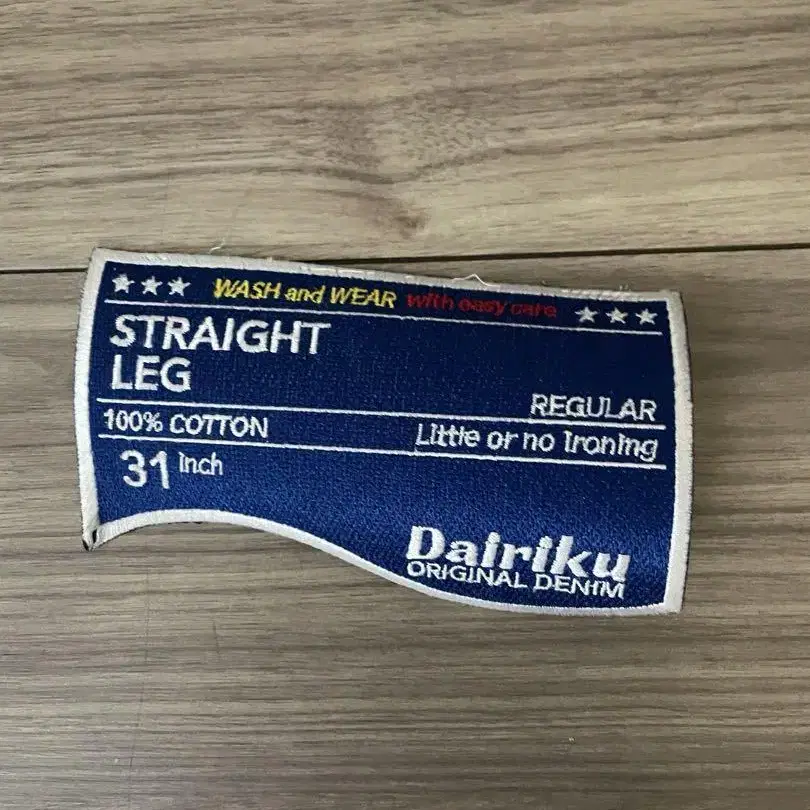 ★★★ WASH and WEAR with easy care ★★★
STRAIGHT
LEG
REGULAR
100% COTTON Little or no Ironing
31 inch
Dairiku
ORIGINAL DENIM